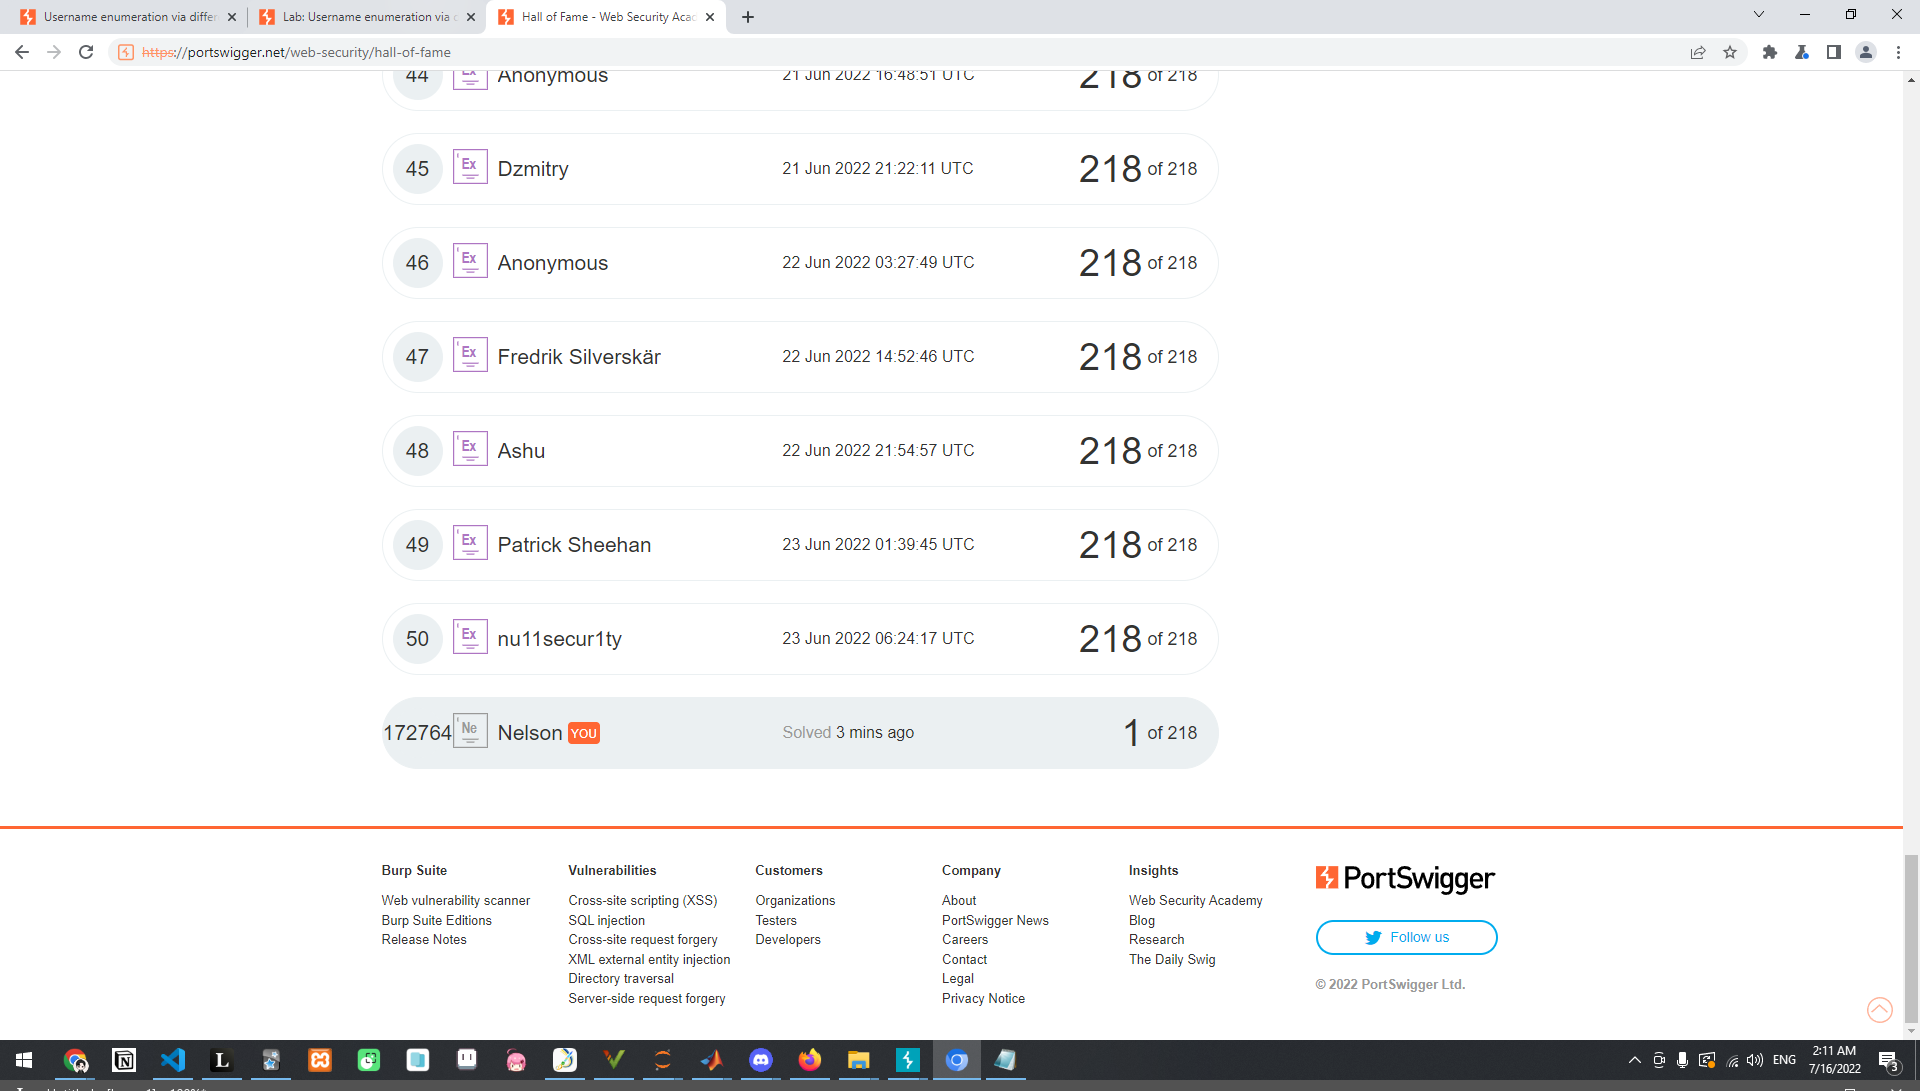 Username enumeration via differ
Lab: Username enumeration via
Hall of Fame - Web Security Aca
https://portswigger.net/web-security/hall-of-fame
44 Ex Anonymous 21 Jun 2022 16:48:51 UTC 218 of 218
45 Ex Dzmitry 21 Jun 2022 21:22:11 UTC 218 of 218
46 Ex Anonymous 22 Jun 2022 03:27:49 UTC 218 of 218
47 Ex Fredrik Silverskär 22 Jun 2022 14:52:46 UTC 218 of 218
48 Ex Ashu 22 Jun 2022 21:54:57 UTC 218 of 218
49 Ex Patrick Sheehan 23 Jun 2022 01:39:45 UTC 218 of 218
50 Ex nu11secur1ty 23 Jun 2022 06:24:17 UTC 218 of 218
172764 Ne Nelson YOU Solved 3 mins ago 1 of 218
Burp Suite
Web vulnerability scanner
Burp Suite Editions
Release Notes
Vulnerabilities
Cross-site scripting (XSS)
SQL injection
Cross-site request forgery
XML external entity injection
Directory traversal
Server-side request forgery
Customers
Organizations
Testers
Developers
Company
About
PortSwigger News
Careers
Contact
Legal
Privacy Notice
Insights
Web Security Academy
Blog
Research
The Daily Swig
PortSwigger
Follow us
© 2022 PortSwigger Ltd.
ENG
2:11 AM
7/16/2022
3